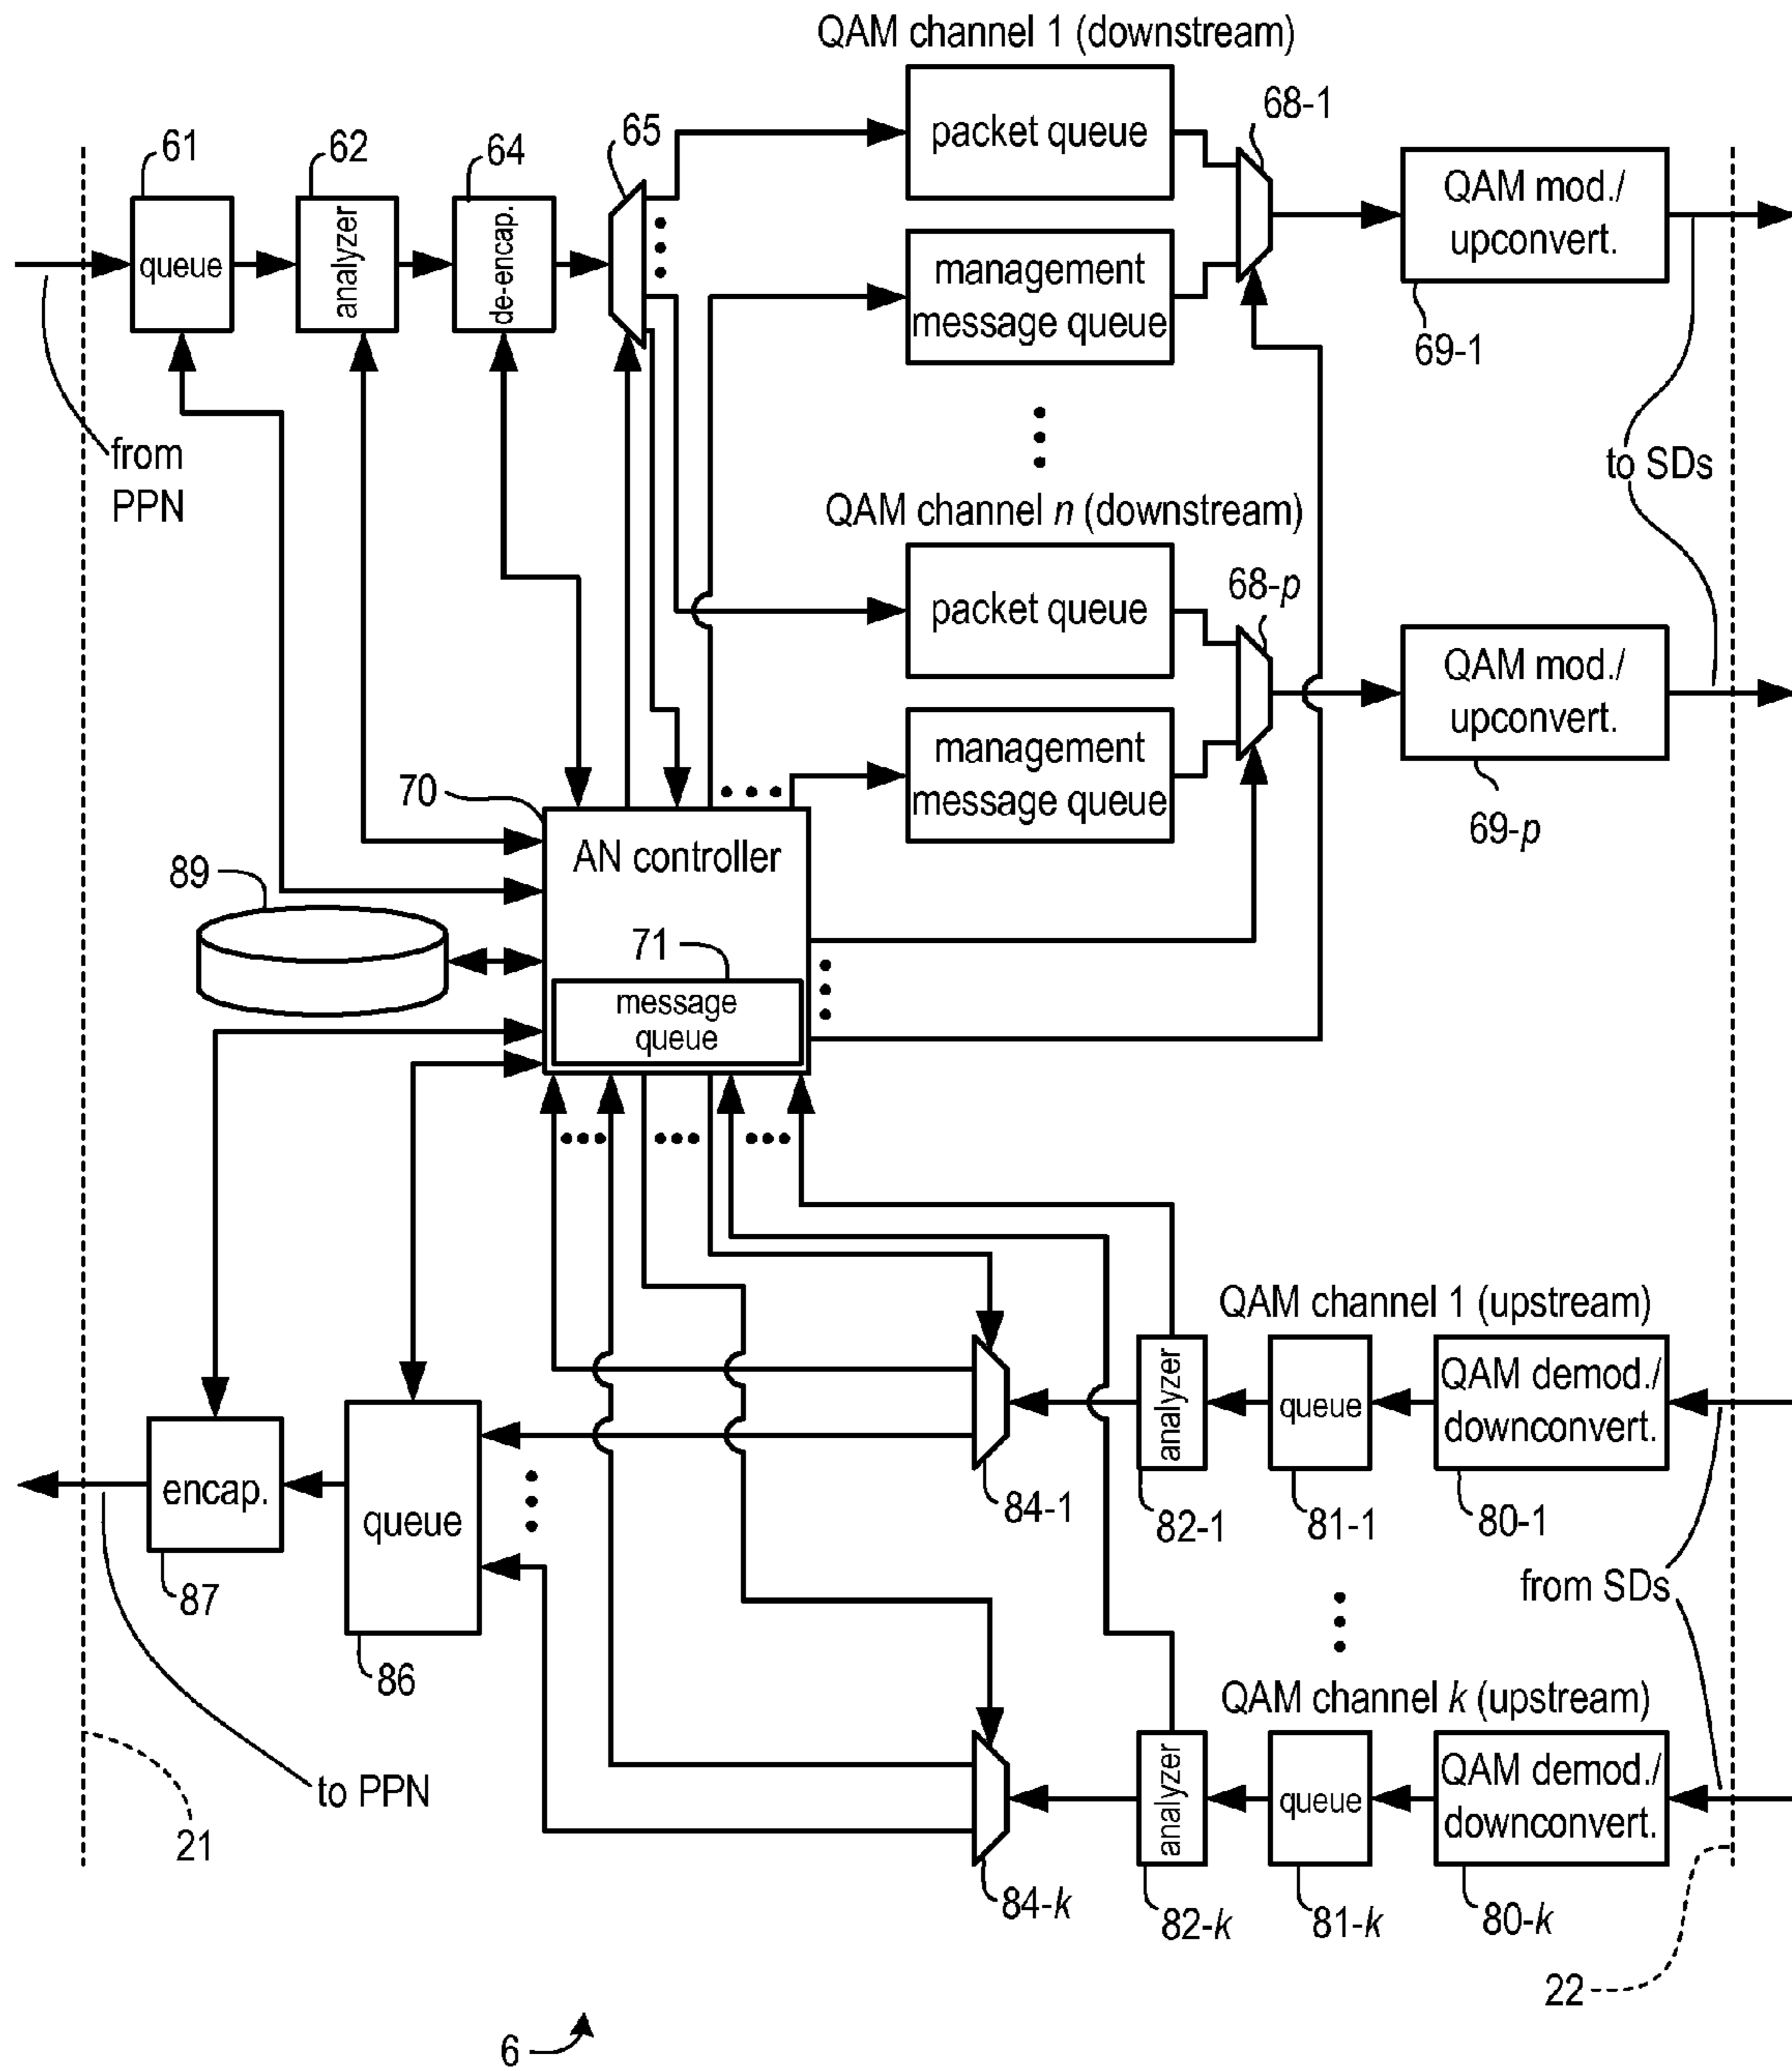 QAM channel 1 (downstream)
61
62
64
65
packet queue
68-1
queue
analyzer
de-encap.
QAM mod./
upconvert.
management
message queue
69-1
from
PPN
to SDs
QAM channel n (downstream)
packet queue
68-p
QAM mod./
upconvert.
management
message queue
69-p
70
AN controller
89
71
message
queue
QAM channel 1 (upstream)
analyzer
queue
QAM demod./
downconvert.
84-1
82-1
81-1
80-1
encap.
queue
87
86
from SDs
QAM channel k (upstream)
to PPN
21
analyzer
queue
QAM demod./
downconvert.
84-k
82-k
81-k
80-k
22
6